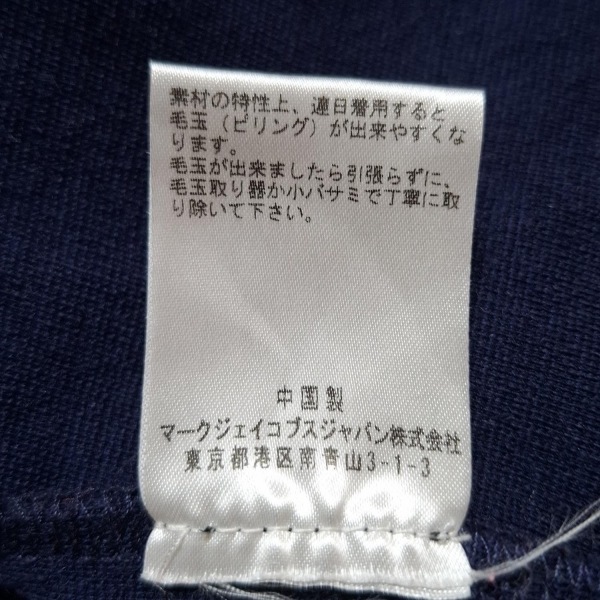 素材の特性上、連日着用すると
毛玉（ピリング）が出来やすくな
ります。
毛玉が出来ましたら引張らずに、
毛玉取り器か小バサミで丁寧に取
り除いて下さい。
中国製
マークジェイコブスジャパン株式会社
東京都港区南青山3-1-3